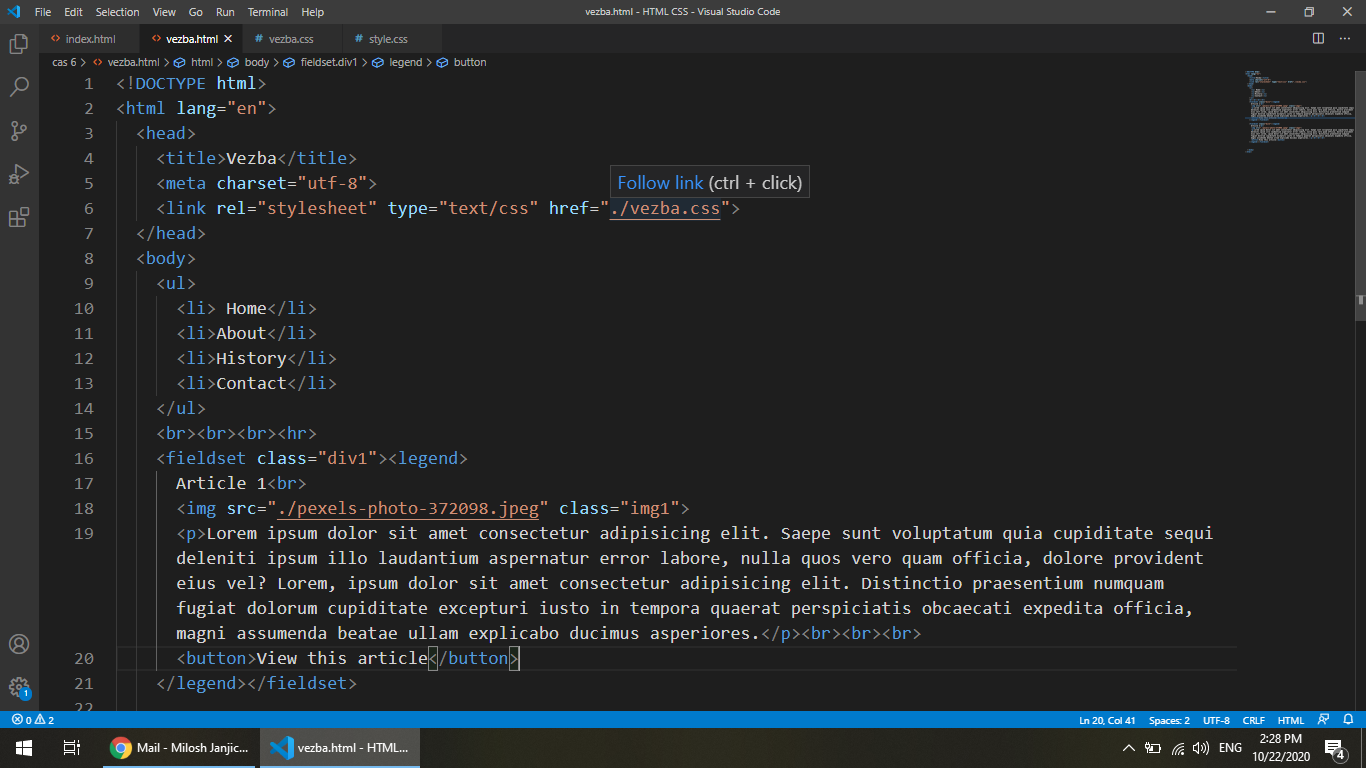 File Edit Selection View Go Run Terminal Help vezba.html - HTML CSS - Visual Studio Code
index.html vezba.html vezba.css style.css
cas 6 > vezba.html > html > body > fieldset.div1 > legend > button
1 <!DOCTYPE html>
2 <html lang="en">
3 <head>
4 <title>Vezba</title>
5 <meta charset="utf-8">
Follow link (ctrl + click)
6 <link rel="stylesheet" type="text/css" href="./vezba.css">
7 </head>
8 <body>
9 <ul>
10 <li> Home</li>
11 <li>About</li>
12 <li>History</li>
13 <li>Contact</li>
14 </ul>
15 <br><br><br><hr>
16 <fieldset class="div1"><legend>
17 Article 1<br>
18 <img src="./pexels-photo-372098.jpeg" class="img1">
19 <p>Lorem ipsum dolor sit amet consectetur adipisicing elit. Saepe sunt voluptatum quia cupiditate sequi
deleniti ipsum illo laudantium aspernatur error labore, nulla quos vero quam officia, dolore provident
eius vel? Lorem, ipsum dolor sit amet consectetur adipisicing elit. Distinctio praesentium numquam
fugiat dolorum cupiditate excepturi iusto in tempora quaerat perspiciatis obcaecati expedita officia,
magni assumenda beatae ullam explicabo ducimus asperiores.</p><br><br><br>
20 <button>View this article</button>
21 </legend></fieldset>
22
1
0 2 Ln 20, Col 41 Spaces: 2 UTF-8 CRLF HTML
Mail - Milosh Janjic... vezba.html - HTML... ENG 2:28 PM
10/22/2020 4